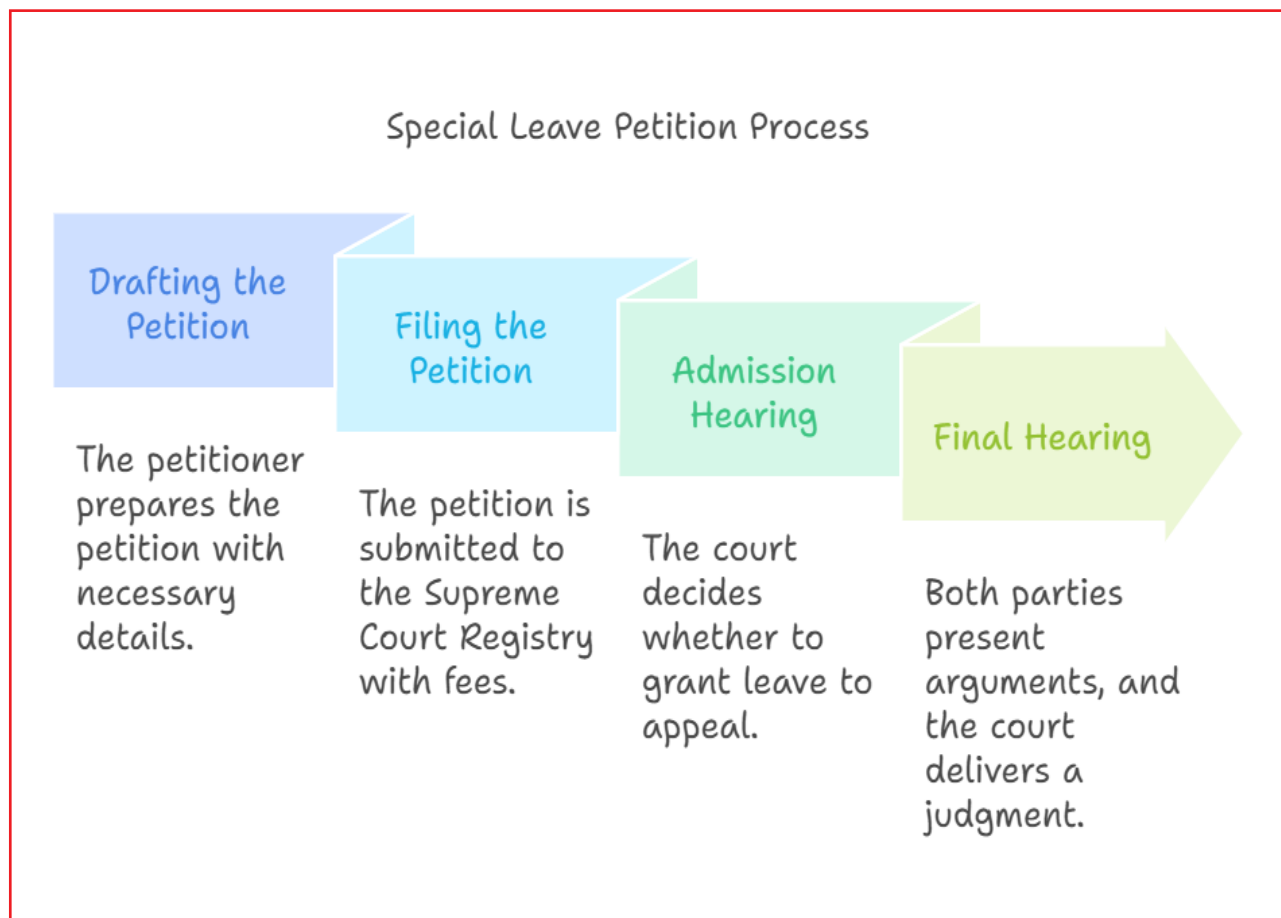 Special Leave Petition Process
Drafting the
Petition
The petitioner
prepares the
petition with
necessary
details.
Filing the
Petition
The petition is
submitted to
the Supreme
Court Registry
with fees.
Admission
Hearing
The court
decides
whether to
grant leave to
appeal.
Final Hearing
Both parties
present
arguments, and
the court
delivers a
judgment.